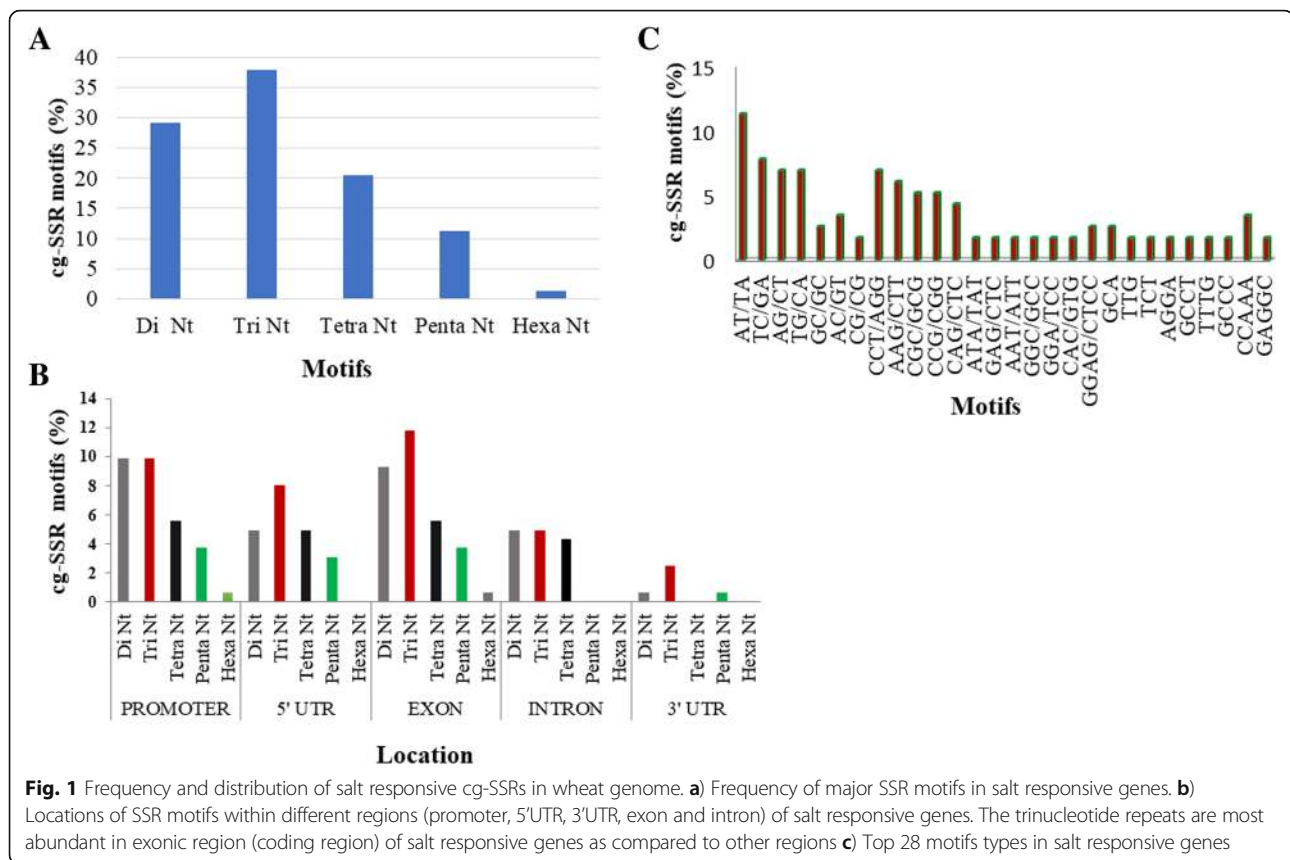 A
cg-SSR motifs (%)
40
35
30
25
20
15
10
5
0
Di Nt Tri Nt Tetra Nt Penta Nt Hexa Nt
Motifs
B
cg-SSR motifs (%)
14
12
10
8
6
4
2
0
Di Nt
Tri Nt
Tetra Nt
Penta Nt
Hexa Nt
Di Nt
Tri Nt
Tetra Nt
Penta Nt
Hexa Nt
Di Nt
Tri Nt
Tetra Nt
Penta Nt
Hexa Nt
Di Nt
Tri Nt
Tetra Nt
Penta Nt
Hexa Nt
Di Nt
Tri Nt
Tetra Nt
Penta Nt
Hexa Nt
PROMOTER 5' UTR EXON INTRON 3' UTR
Location
C
cg-SSR motifs (%)
15
10
5
0
AT/TA
TC/GA
AG/CT
TG/CA
GC/GC
AC/GT
CG/CG
CCT/AGG
AAG/CTT
CGC/GCG
CCG/CGG
CAG/CTC
ATA/TAT
GAG/CTC
AAT/ATT
GGC/GCC
GGA/TCC
CAC/GTG
GGAG/CTCC
GCA
TTG
TCT
AGGA
GCCT
TTTG
GCCC
CCAAA
GAGGC
Motifs
Fig. 1 Frequency and distribution of salt responsive cg-SSRs in wheat genome. a) Frequency of major SSR motifs in salt responsive genes. b)
Locations of SSR motifs within different regions (promoter, 5'UTR, 3'UTR, exon and intron) of salt responsive genes. The trinucleotide repeats are most
abundant in exonic region (coding region) of salt responsive genes as compared to other regions c) Top 28 motifs types in salt responsive genes